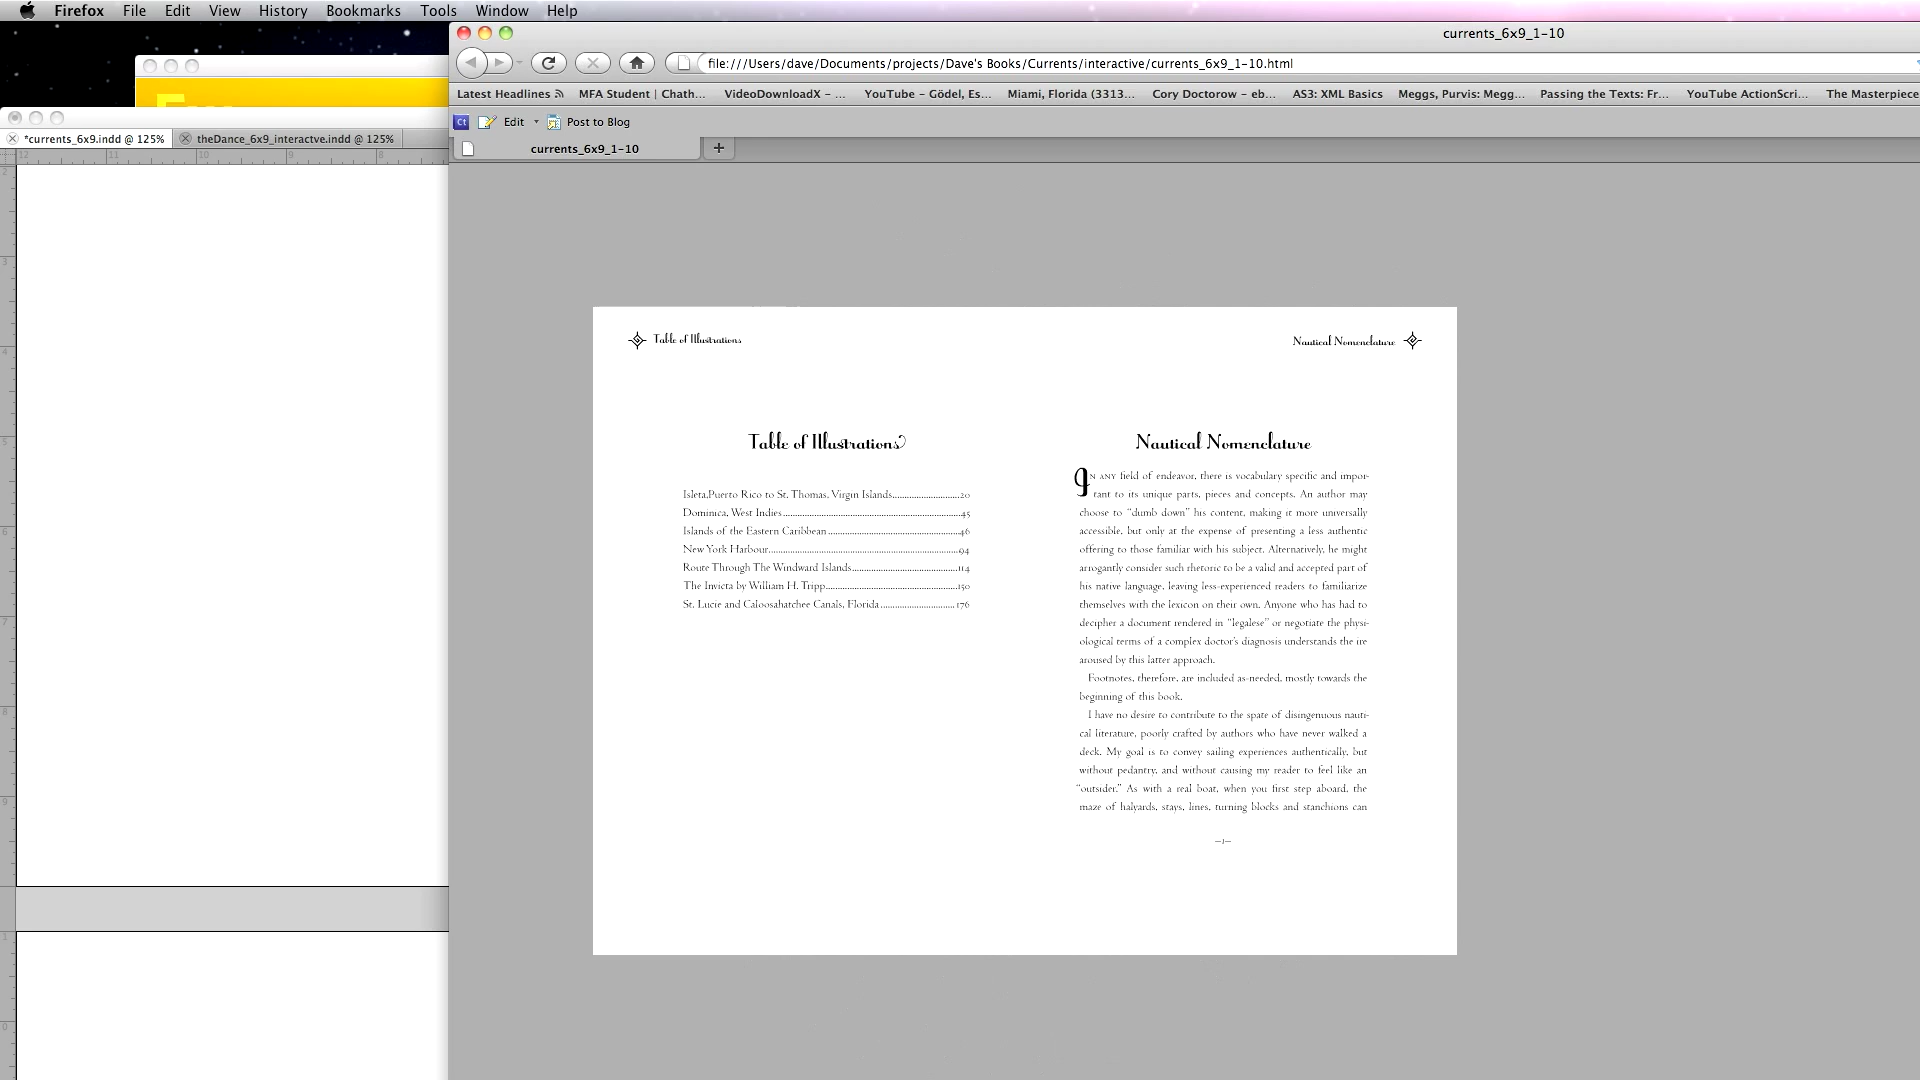 Firefox File Edit View History Bookmarks Tools Window Help
currents_6x9_1-10
file:///Users/dave/Documents/projects/Dave's Books/Currents/interactive/currents_6x9_1-10.html
Latest Headlines MFA Student | Chath... VideoDownloadX - ... YouTube - Gödel, Es... Miami, Florida (3313... Cory Doctorow - eb... AS3: XML Basics Meggs, Purvis: Megg... Passing the Texts: Fr... YouTube ActionScri... The Masterpiece
Ct Edit Post to Blog
*currents_6x9.indd @ 125% theDance_6x9_interactve.indd @ 125%
currents_6x9_1-10 +
12 11 10 9 8
Table of Illustrations
Table of Illustrations
Isleta,Puerto Rico to St. Thomas, Virgin Islands...........................20
Dominica, West Indies..........................................................45
Islands of the Eastern Caribbean...........................................46
New York Harbour...............................................................94
Route Through The Windward Islands...................................114
The Invicta by William H. Tripp............................................150
St. Lucie and Caloosahatchee Canals, Florida.........................176
Nautical Nomenclature
Nautical Nomenclature
IN ANY field of endeavor, there is vocabulary specific and impor-
tant to its unique parts, pieces and concepts. An author may
choose to “dumb down” his content, making it more universally
accessible, but only at the expense of presenting a less authentic
offering to those familiar with his subject. Alternatively, he might
arrogantly consider such rhetoric to be a valid and accepted part of
his native language, leaving less-experienced readers to familiarize
themselves with the lexicon on their own. Anyone who has had to
decipher a document rendered in “legalese” or negotiate the physi-
ological terms of a complex doctor’s diagnosis understands the ire
aroused by this latter approach.
Footnotes, therefore, are included as-needed, mostly towards the
beginning of this book.
I have no desire to contribute to the spate of disingenuous nauti-
cal literature, poorly crafted by authors who have never walked a
deck. My goal is to convey sailing experiences authentically, but
without pedantry, and without causing my reader to feel like an
“outsider.” As with a real boat, when you first step aboard, the
maze of halyards, stays, lines, turning blocks and stanchions can